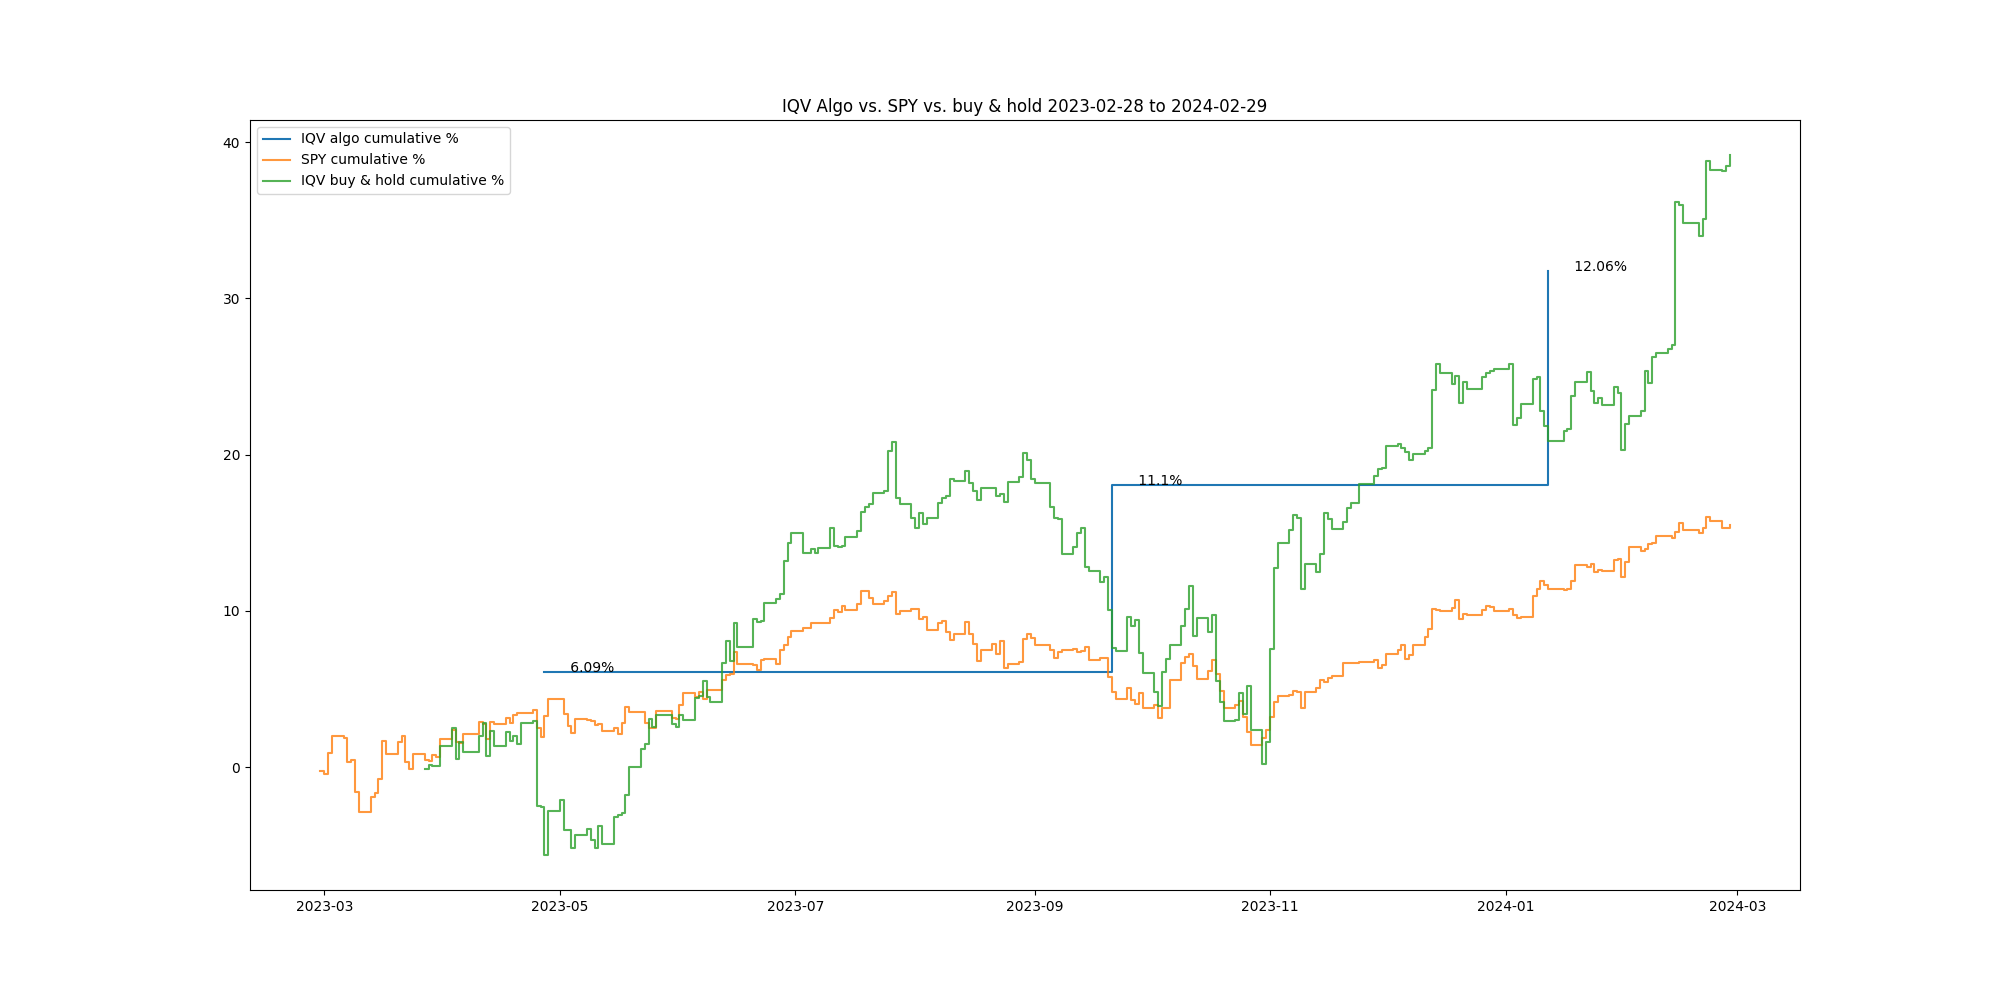 IQV Algo vs. SPY vs. buy & hold 2023-02-28 to 2024-02-29
IQV algo cumulative %
SPY cumulative %
IQV buy & hold cumulative %
40
30
20
10
0
12.06%
11.1%
6.09%
2023-03 2023-05 2023-07 2023-09 2023-11 2024-01 2024-03